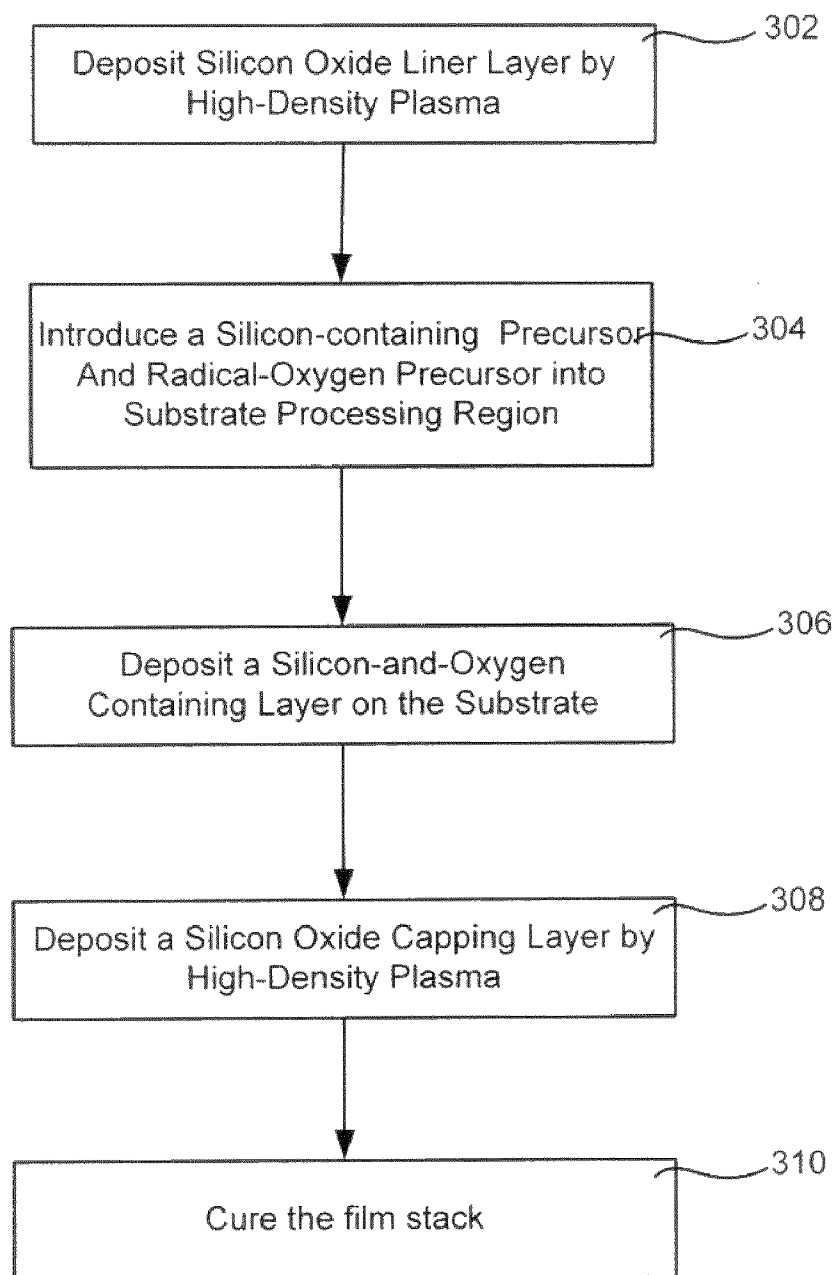 302
Deposit Silicon Oxide Liner Layer by
High-Density Plasma
304
Introduce a Silicon-containing Precursor
And Radical-Oxygen Precursor into
Substrate Processing Region
306
Deposit a Silicon-and-Oxygen
Containing Layer on the Substrate
308
Deposit a Silicon Oxide Capping Layer by
High-Density Plasma
310
Cure the film stack